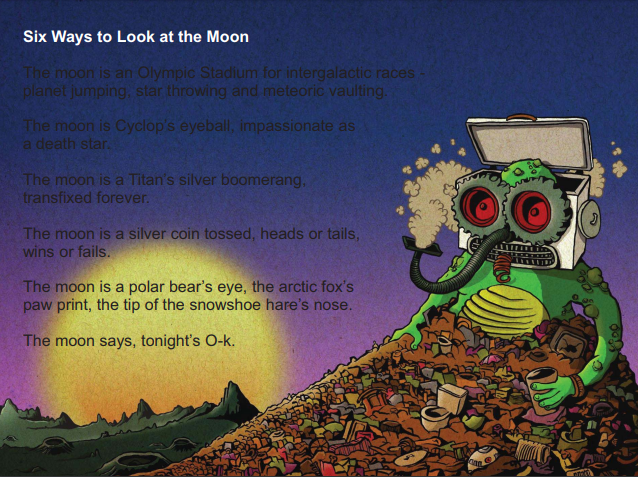 Six Ways to Look at the Moon
The moon is an Olympic Stadium for intergalactic races -
planet jumping, star throwing and meteoric vaulting.
The moon is Cyclop's eyeball, impassionate as
a death star.
The moon is a Titan's silver boomerang,
transfixed forever.
The moon is a silver coin tossed, heads or tails,
wins or fails.
The moon is a polar bear's eye, the arctic fox's
paw print, the tip of the snowshoe hare's nose.
The moon says, tonight's O-k.